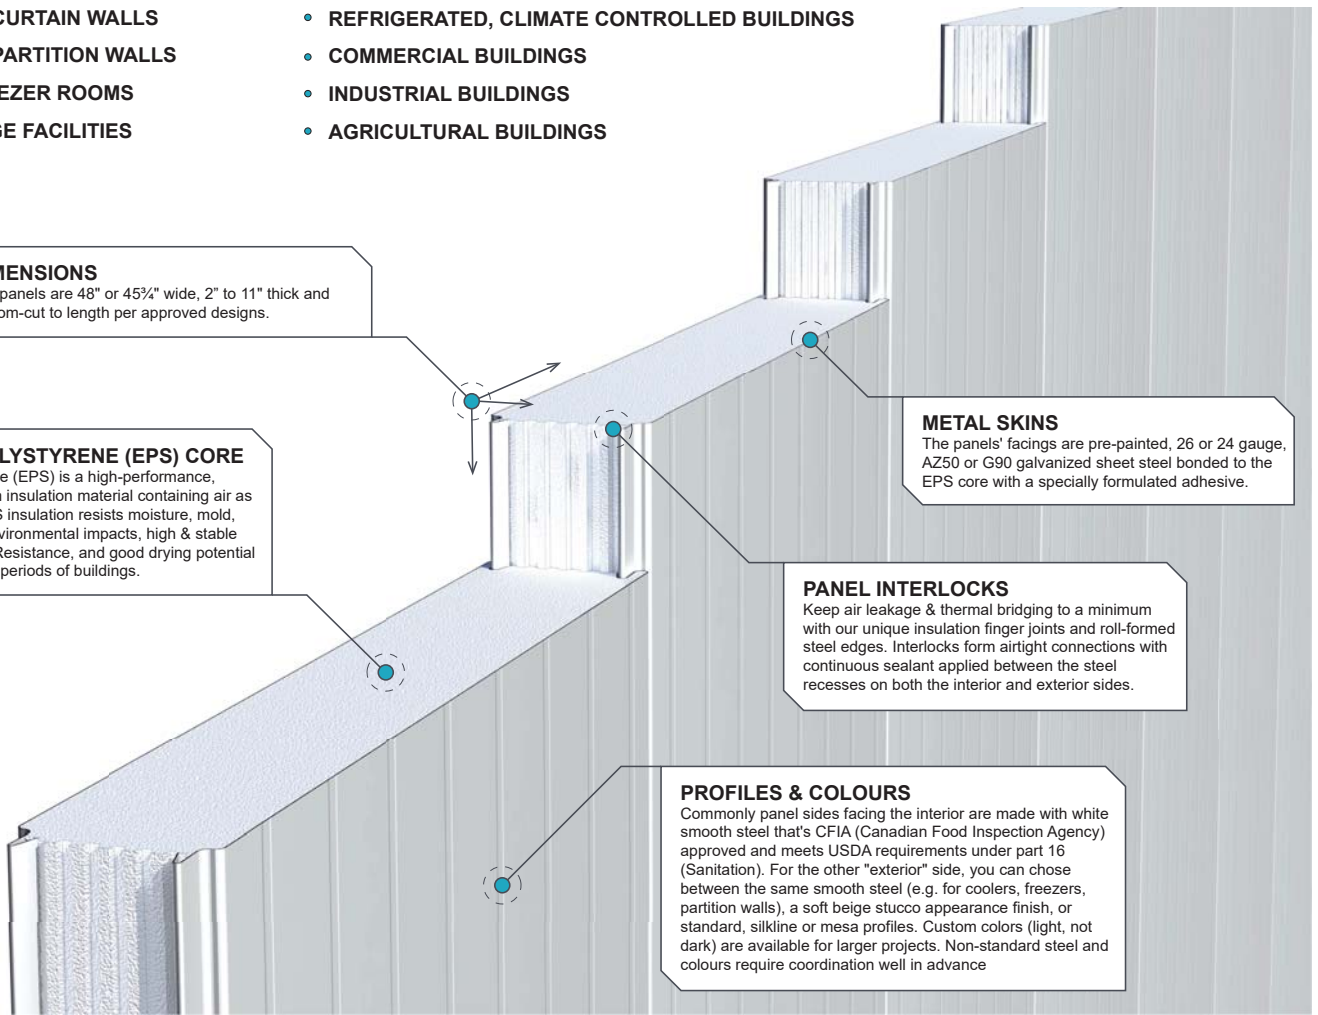 CURTAIN WALLS
PARTITION WALLS
EZER ROOMS
GE FACILITIES
REFRIGERATED, CLIMATE CONTROLLED BUILDINGS
COMMERCIAL BUILDINGS
INDUSTRIAL BUILDINGS
AGRICULTURAL BUILDINGS
MENSIONS
panels are 48" or 45¾" wide, 2” to 11" thick and
om-cut to length per approved designs.
LYSTYRENE (EPS) CORE
e (EPS) is a high-performance,
n insulation material containing air as
S insulation resists moisture, mold,
vironmental impacts, high & stable
Resistance, and good drying potential
periods of buildings.
METAL SKINS
The panels' facings are pre-painted, 26 or 24 gauge,
AZ50 or G90 galvanized sheet steel bonded to the
EPS core with a specially formulated adhesive.
PANEL INTERLOCKS
Keep air leakage & thermal bridging to a minimum
with our unique insulation finger joints and roll-formed
steel edges. Interlocks form airtight connections with
continuous sealant applied between the steel
recesses on both the interior and exterior sides.
PROFILES & COLOURS
Commonly panel sides facing the interior are made with white
smooth steel that's CFIA (Canadian Food Inspection Agency)
approved and meets USDA requirements under part 16
(Sanitation). For the other "exterior" side, you can chose
between the same smooth steel (e.g. for coolers, freezers,
partition walls), a soft beige stucco appearance finish, or
standard, silkline or mesa profiles. Custom colors (light, not
dark) are available for larger projects. Non-standard steel and
colours require coordination well in advance